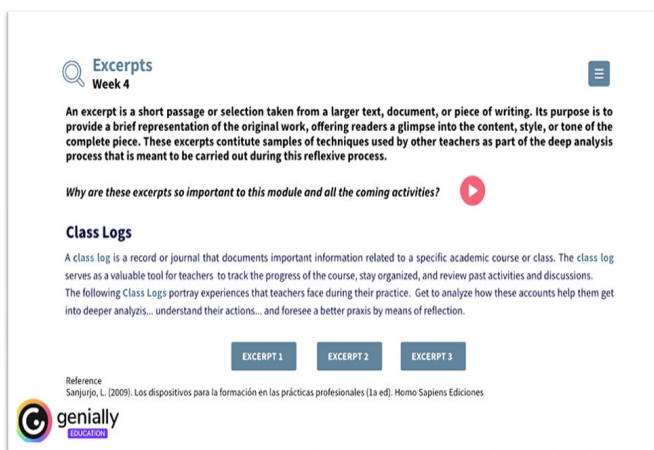 Excerpts
Week 4
An excerpt is a short passage or selection taken from a larger text, document, or piece of writing. Its purpose is to
provide a brief representation of the original work, offering readers a glimpse into the content, style, or tone of the
complete piece. These excerpts contitute samples of techniques used by other teachers as part of the deep analysis
process that is meant to be carried out during this reflexive process.
Why are these excerpts so important to this module and all the coming activities?
Class Logs
A class log is a record or journal that documents important information related to a specific academic course or class. The class log
serves as a valuable tool for teachers to track the progress of the course, stay organized, and review past activities and discussions.
The following Class Logs portray experiences that teachers face during their practice. Get to analyze how these accounts help them get
into deeper analyzis... understand their actions... and foresee a better praxis by means of reflection.
EXCERPT 1 EXCERPT 2 EXCERPT 3
Reference
Sanjurjo, L. (2009). Los dispositivos para la formación en las prácticas profesionales (1a ed). Homo Sapiens Ediciones
genially
EDUCATION